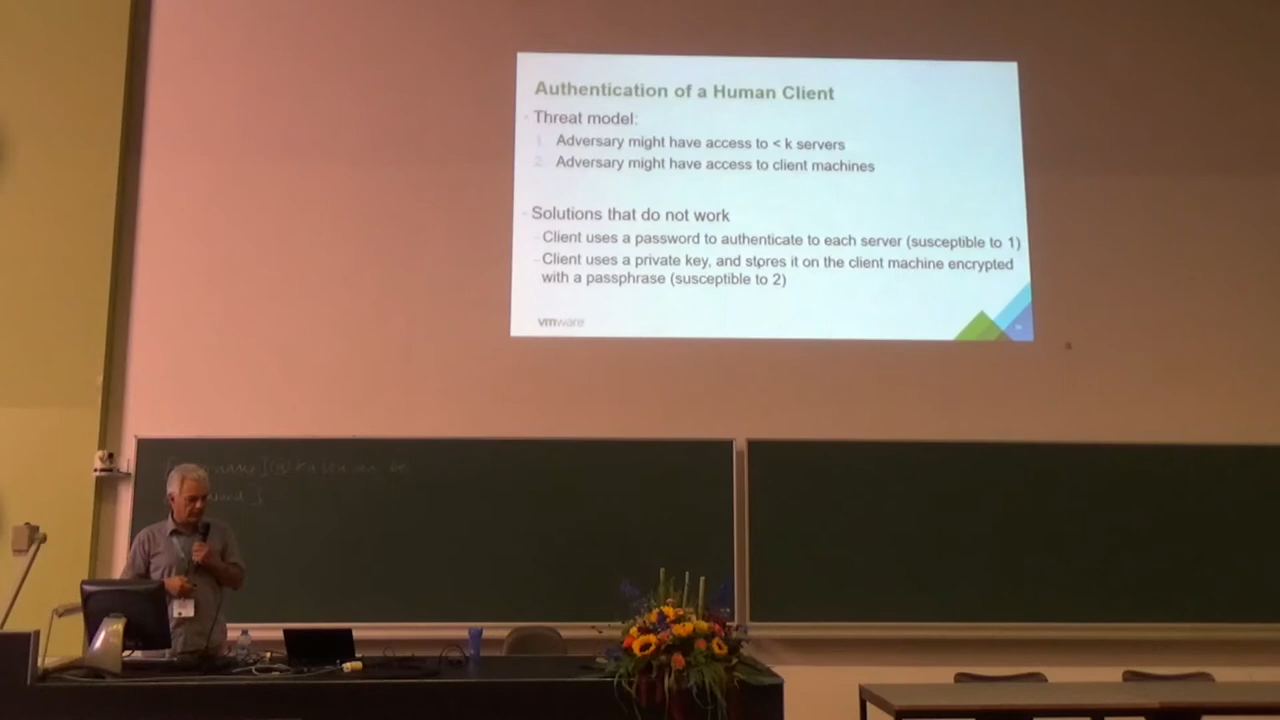 Authentication of a Human Client
Threat model:
1. Adversary might have access to < k servers
2. Adversary might have access to client machines
Solutions that do not work
Client uses a password to authenticate to each server (susceptible to 1)
Client uses a private key, and stores it on the client machine encrypted
with a passphrase (susceptible to 2)
vmware